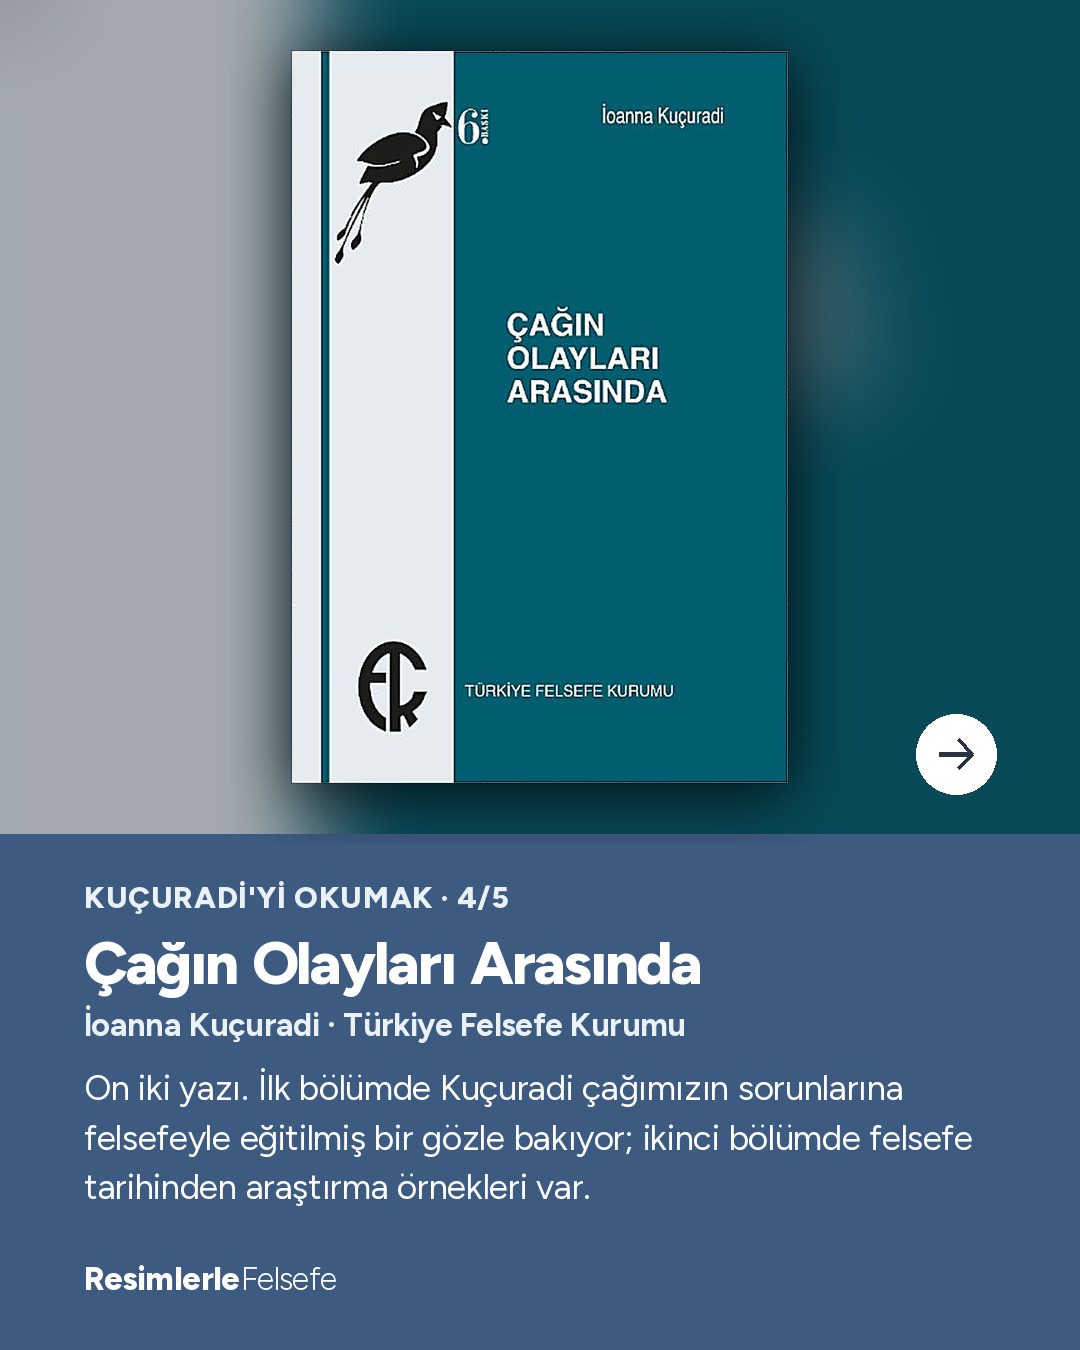 İoanna Kuçuradi
6. BASKI
ÇAĞIN
OLAYLARI
ARASINDA
TÜRKİYE FELSEFE KURUMU
KUÇURADİ'Yİ OKUMAK · 4/5
Çağın Olayları Arasında
İoanna Kuçuradi · Türkiye Felsefe Kurumu
On iki yazı. İlk bölümde Kuçuradi çağımızın sorunlarına
felsefeyle eğitilmiş bir gözle bakıyor; ikinci bölümde felsefe
tarihinden araştırma örnekleri var.
ResimlerleFelsefe